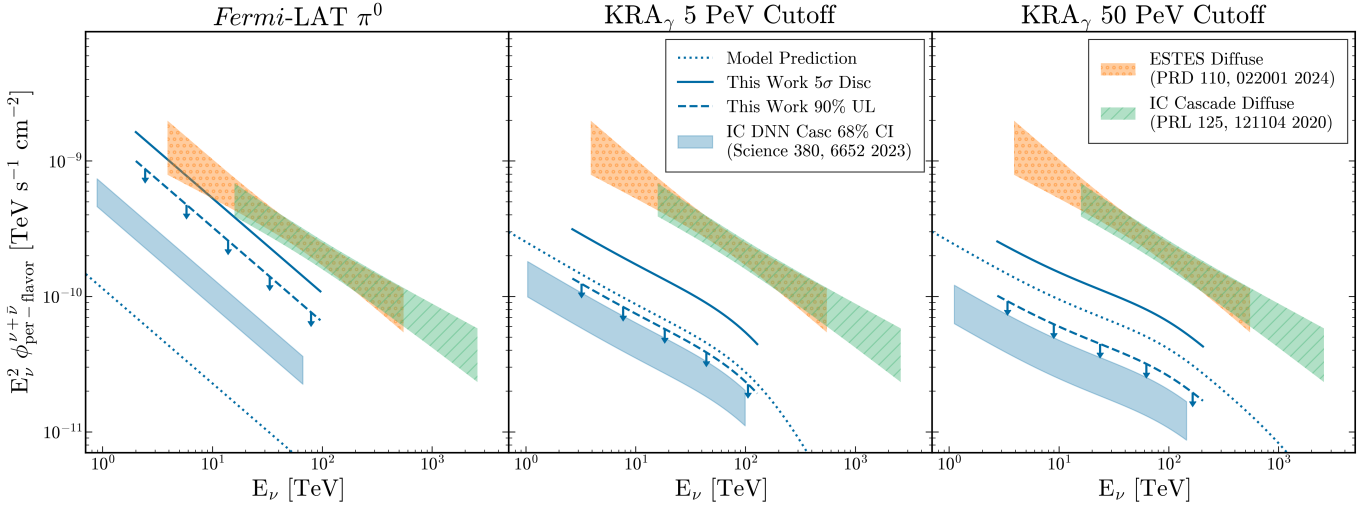 Fermi-LAT π⁰
KRAγ 5 PeV Cutoff
KRAγ 50 PeV Cutoff
E²ν ϕ^{ν+ν̄}_{per−flavor} [TeV s⁻¹ cm⁻²]
10⁻⁹
10⁻¹⁰
10⁻¹¹
Model Prediction
This Work 5σ Disc
This Work 90% UL
IC DNN Casc 68% CI
(Science 380, 6652 2023)
ESTES Diffuse
(PRD 110, 022001 2024)
IC Cascade Diffuse
(PRL 125, 121104 2020)
10⁰ 10¹ 10² 10³
10⁰ 10¹ 10² 10³
10⁰ 10¹ 10² 10³
Eν [TeV]
Eν [TeV]
Eν [TeV]